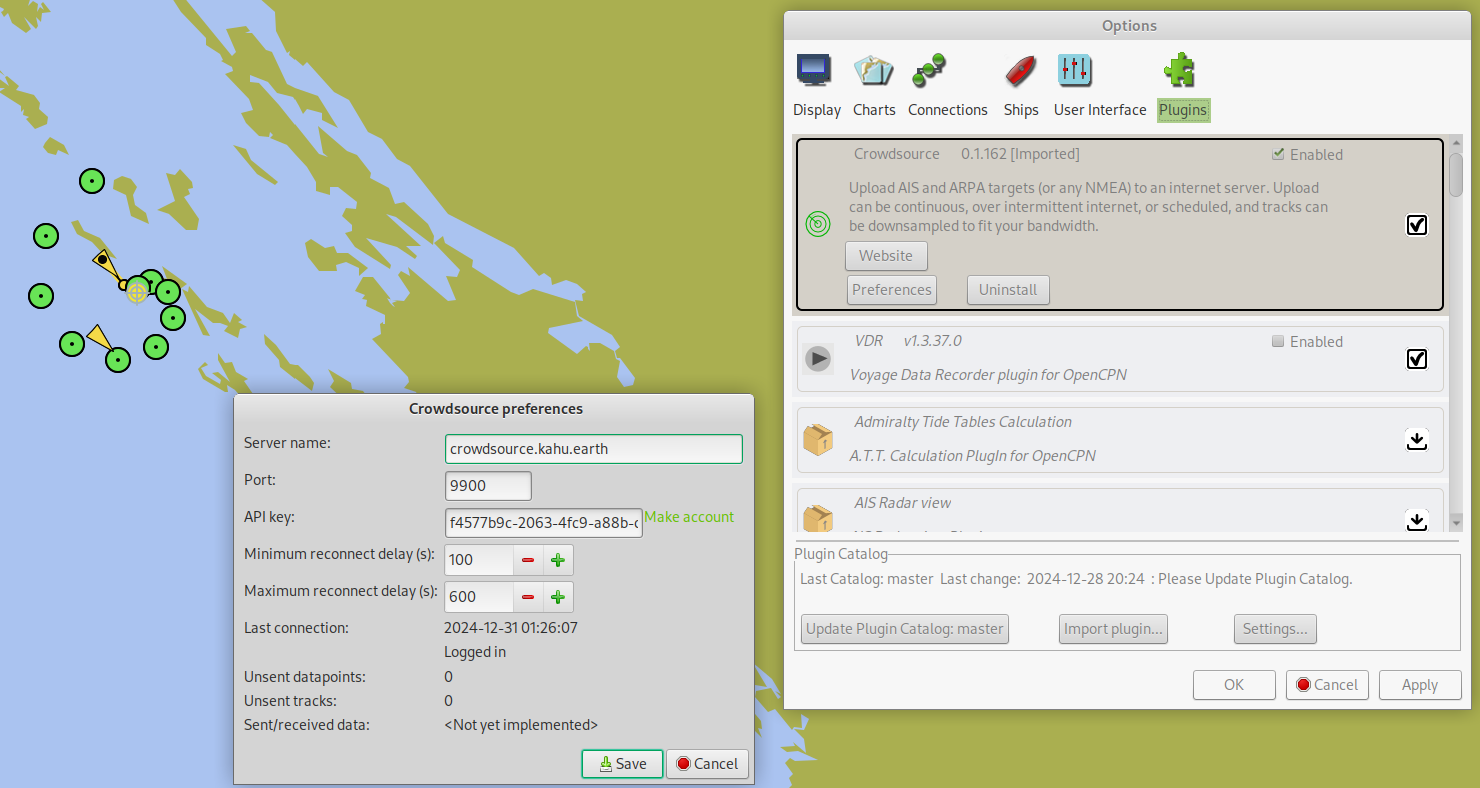 Options
Display
Charts
Connections
Ships
User Interface
Plugins
Crowdsource 0.1.162 [Imported]
Enabled
Upload AIS and ARPA targets (or any NMEA) to an internet server. Upload
can be continuous, over intermittent internet, or scheduled, and tracks can
be downsampled to fit your bandwidth.
Website
Preferences
Uninstall
VDR v1.3.37.0
Enabled
Voyage Data Recorder plugin for OpenCPN
Admiralty Tide Tables Calculation
A.T.T. Calculation PlugIn for OpenCPN
AIS Radar view
Plugin Catalog
Last Catalog: master Last change: 2024-12-28 20:24 : Please Update Plugin Catalog.
Update Plugin Catalog: master
Import plugin...
Settings...
OK
Cancel
Apply
Crowdsource preferences
Server name:
crowdsource.kahu.earth
Port:
9900
API key:
f4577b9c-2063-4fc9-a88b-
Make account
Minimum reconnect delay (s):
100
Maximum reconnect delay (s):
600
Last connection:
2024-12-31 01:26:07
Logged in
Unsent datapoints:
0
Unsent tracks:
0
Sent/received data:
<Not yet implemented>
Save
Cancel